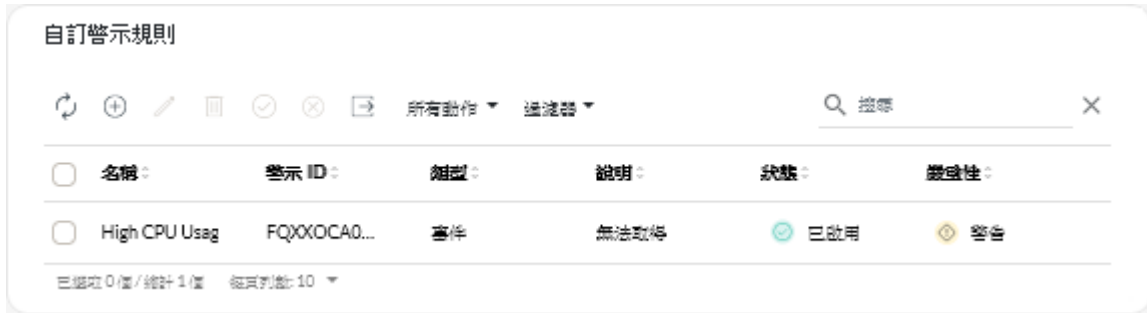 自訂警示規則
所有動作 過濾器 搜尋
名稱 警示 ID 類型 說明 狀態 嚴重性
High CPU Usag FQXXOCA0... 事件 無法取得 已啟用 警告
已選取 0 個 / 總計 1 個 每頁列數: 10